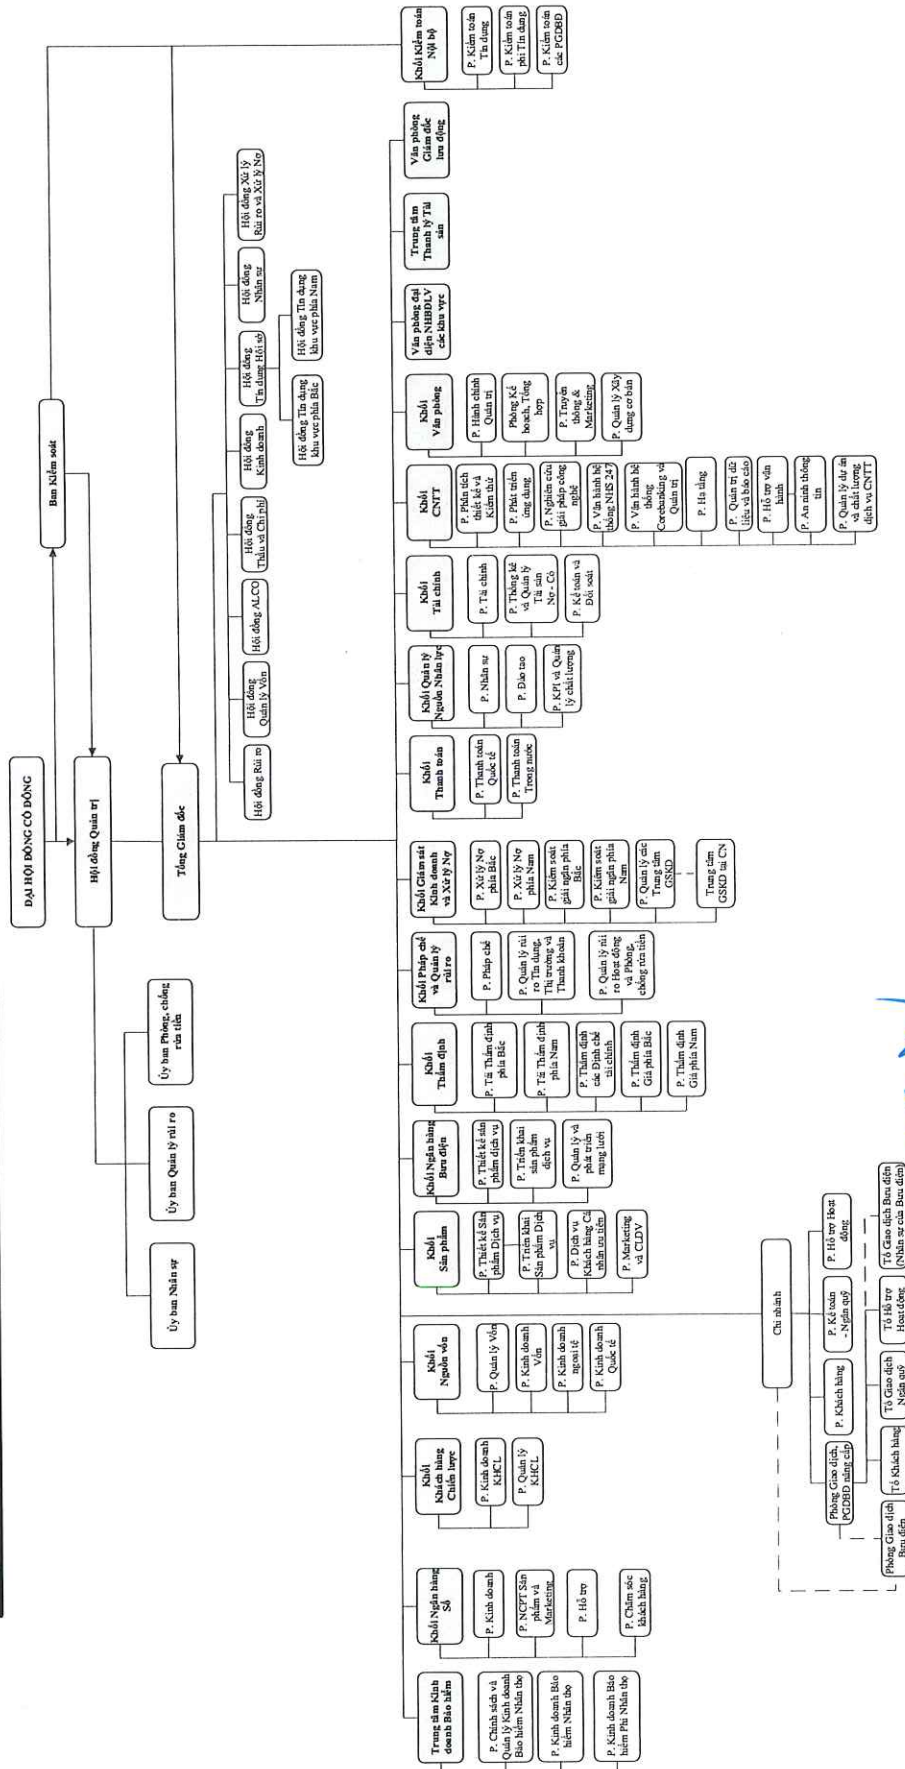 ĐẠI HỘI ĐỒNG CỔ ĐÔNG
Ban Kiểm soát
Hội đồng Quản trị
Ủy ban Nhân sự
Ủy ban Quản lý rủi ro
Ủy ban Phòng, chống
rửa tiền
Tổng Giám đốc
Hội đồng Rủi ro
Hội đồng
Quản lý Vốn
Hội đồng ALCO
Hội đồng
Thầu và Chi phí
Hội đồng
Kinh doanh
Hội đồng
Tín dụng Hội sở
Hội đồng
Nhân sự
Hội đồng Xử lý
Rủi ro và Xử lý Nợ
Hội đồng Tín dụng
khu vực phía Bắc
Hội đồng Tín dụng
khu vực phía Nam
Trung tâm Kinh
doanh Bảo hiểm
P. Chính sách và
Quản lý Kinh doanh
Bảo hiểm Nhân thọ
P. Kinh doanh Bảo
hiểm Nhân thọ
P. Kinh doanh Bảo
hiểm Phi Nhân thọ
Khối Ngân hàng
Số
P. Kinh doanh
P. NCPT Sản
phẩm và
Marketing
P. Hỗ trợ
P. Chăm sóc
khách hàng
Khối
Khách hàng
Chiến lược
P. Kinh doanh
KHCL
P. Quản lý
KHCL
Khối
Nguồn vốn
P. Quản lý Vốn
P. Kinh doanh
Vốn
P. Kinh doanh
ngoại tệ
P. Kinh doanh
Quốc tế
Khối
Sản phẩm
P. Thiết kế Sản
phẩm Dịch vụ
P. Triển khai
Sản phẩm Dịch
vụ
P. Dịch vụ
Khách hàng Cá
nhân ưu tiên
P. Marketing
và CLDV
Khối Ngân hàng
Bưu điện
P. Thiết kế sản
phẩm dịch vụ
P. Triển khai
sản phẩm
dịch vụ
P. Quản lý và
phát triển
mạng lưới
Khối
Thẩm định
P. Tái Thẩm định
phía Bắc
P. Tái Thẩm định
phía Nam
P. Thẩm định
các Định chế
tài chính
P. Thẩm định
Giá phía Bắc
P. Thẩm định
Giá phía Nam
Khối Pháp chế
và Quản lý
rủi ro
P. Pháp chế
P. Quản lý rủi
ro Tín dụng,
Thị trường và
Thanh khoản
P. Quản lý rủi
ro Hoạt động
và Phòng,
chống rửa tiền
Khối Giám sát
Kinh doanh
và Xử lý Nợ
P. Xử lý Nợ
phía Bắc
P. Xử lý Nợ
phía Nam
P. Kiểm soát
giải ngân phía
Bắc
P. Kiểm soát
giải ngân phía
Nam
P. Quản lý các
Trung tâm
GSKD
Trung tâm
GSKD tại CN
Khối
Thanh toán
P. Thanh toán
Quốc tế
P. Thanh toán
Trong nước
Khối Quản lý
Nguồn Nhân lực
P. Nhân sự
P. Đào tạo
P. KPI và Quản
lý chất lượng
Khối
Tài chính
P. Tài chính
P. Thống kê
và Quản lý
Tài sản
Nợ - Có
P. Kế toán và
Đối soát
Khối
CNTT
P. Phân tích
thiết kế và
Kiểm thử
P. Phát triển
ứng dụng
P. Nghiên cứu
giải pháp công
nghệ
P. Vận hành hệ
thống NHS 247
P. Vận hành hệ
thống
Corebanking và
Quản trị
P. Hạ tầng
P. Quản trị dữ
liệu và báo cáo
P. Hỗ trợ vận
hành
P. An ninh thông
tin
P. Quản lý dự án
và chất lượng
dịch vụ CNTT
Khối
Văn phòng
P. Hành chính
Quản trị
Phòng Kế
hoạch, Tổng
hợp
P. Truyền
thông &
Marketing
P. Quản lý Xây
dựng cơ bản
Văn phòng đại
diện NHBĐLV
các khu vực
Trung tâm
Thanh lý Tài
sản
Văn phòng
Giám đốc
lưu động
Khối Kiểm toán
Nội bộ
P. Kiểm toán
Tín dụng
P. Kiểm toán
phi Tín dụng
P. Kiểm toán
các PGDBĐ
Chi nhánh
Phòng Giao dịch,
PGDBĐ nâng cấp
P. Khách hàng
P. Kế toán
- Ngân quỹ
P. Hỗ trợ Hoạt
động
Phòng Giao dịch
Bưu điện
Tổ Khách hàng
Tổ Giao dịch
Ngân quỹ
Tổ Hỗ trợ
Hoạt động
Tổ Giao dịch Bưu điện
(Nhân sự của Bưu điện)